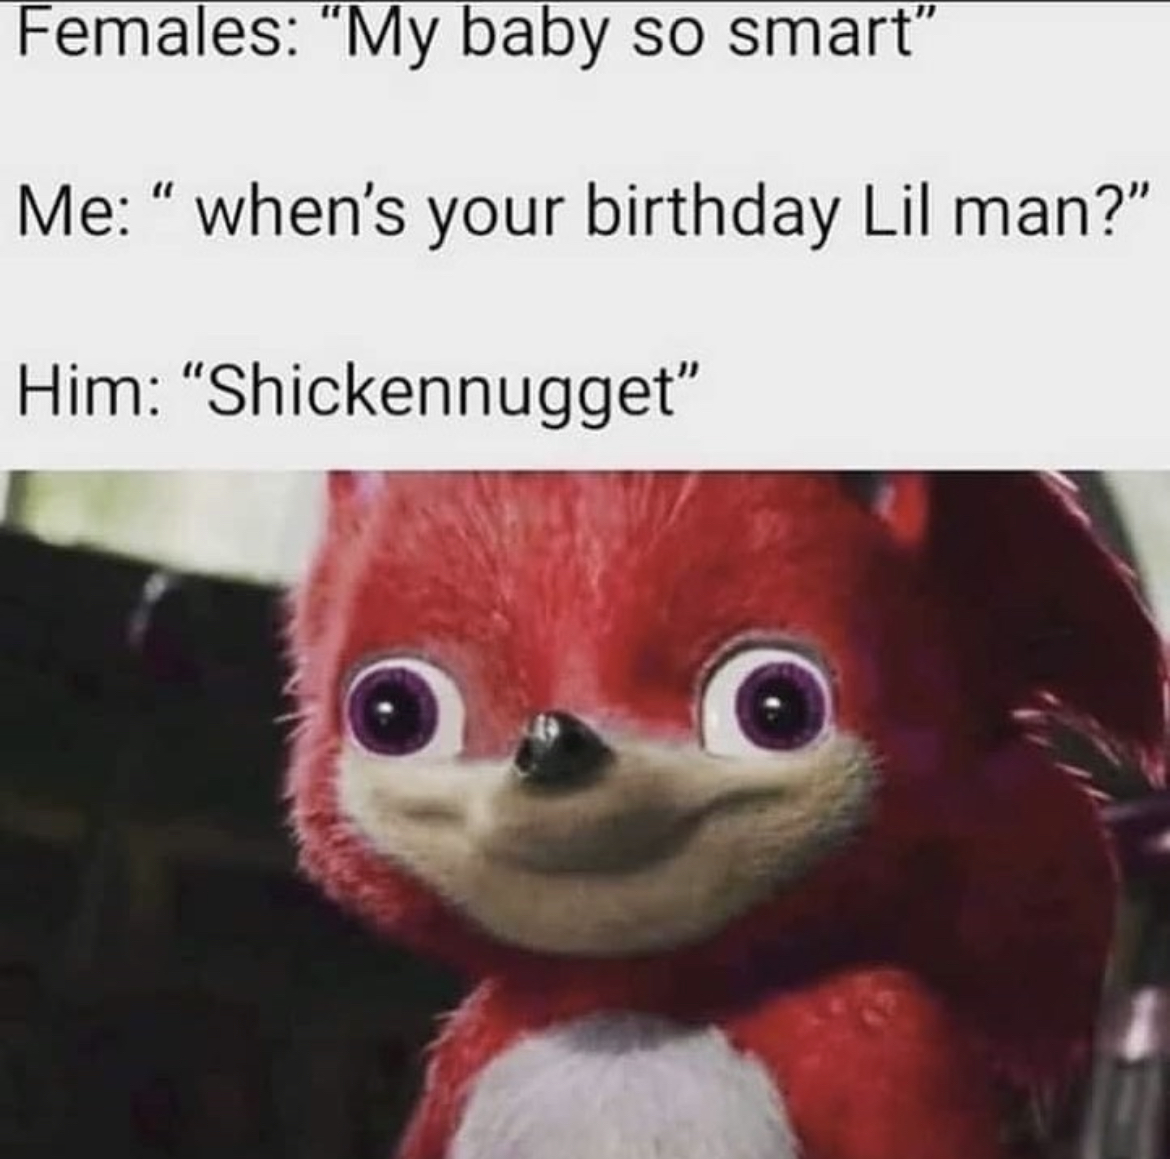 Females: “My baby so smart”
Me: “ when’s your birthday Lil man?”
Him: “Shickennugget”